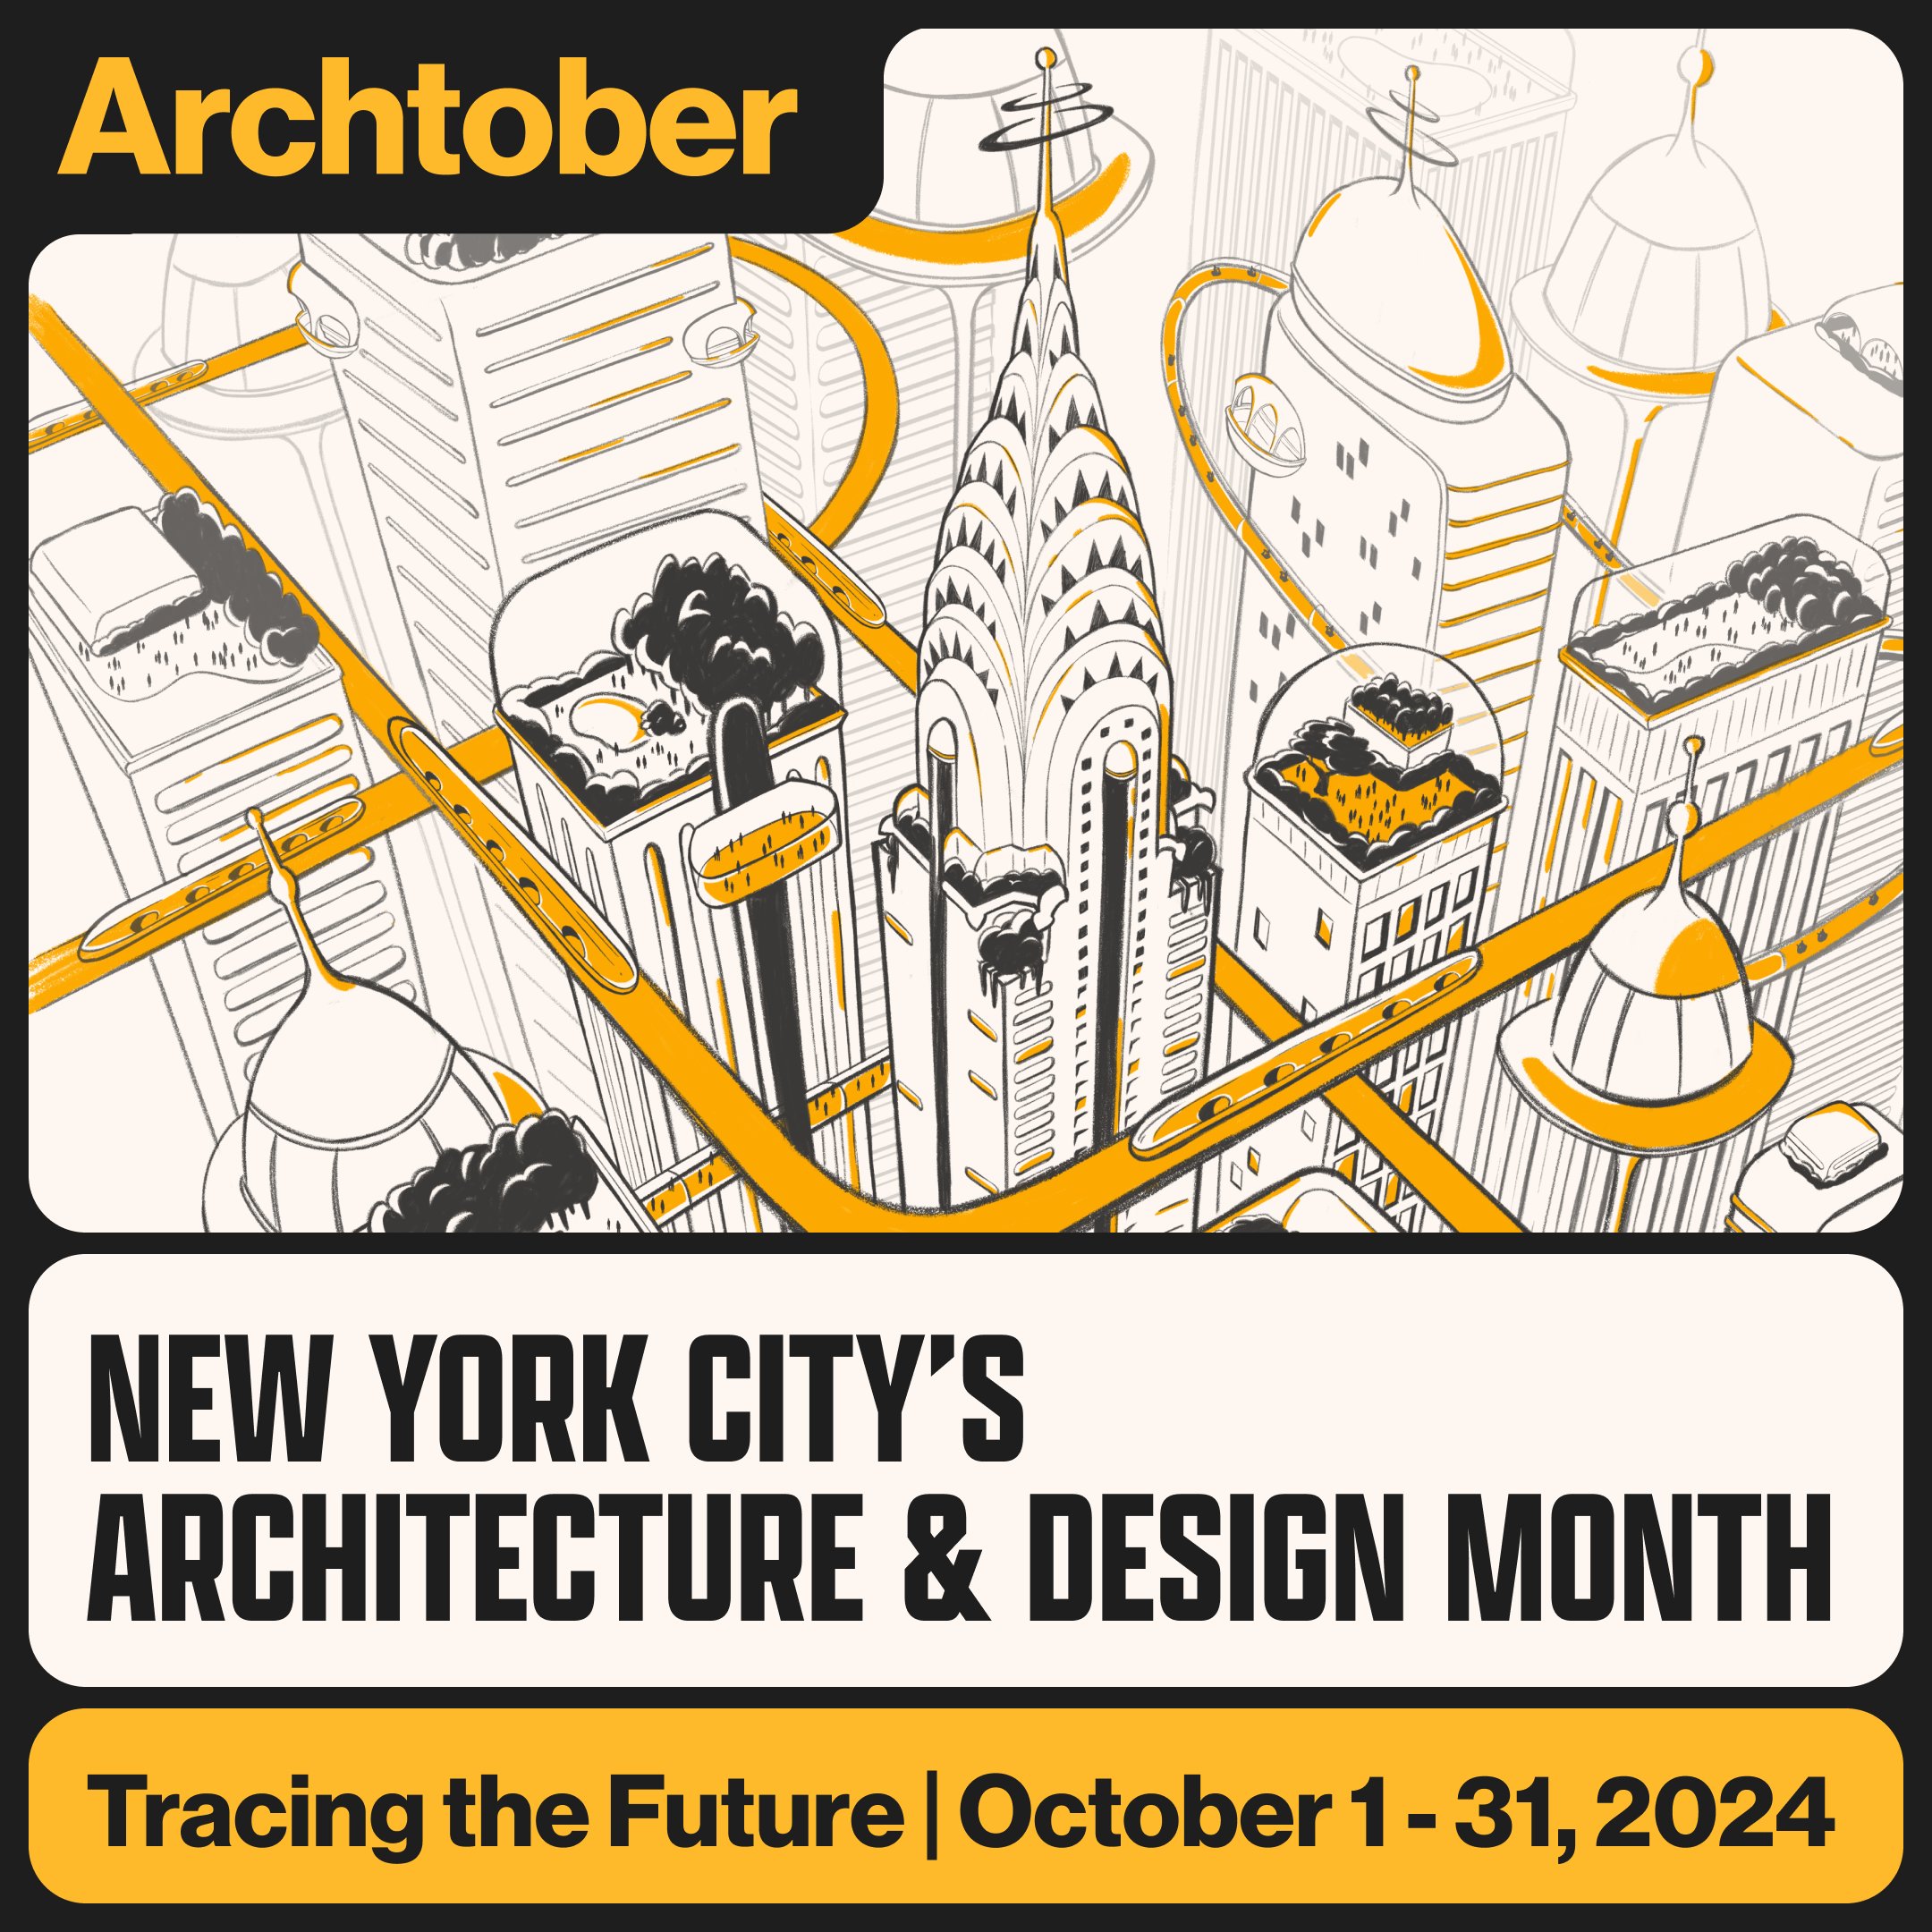 Archtober
NEW YORK CITY’S
ARCHITECTURE & DESIGN MONTH
Tracing the Future | October 1 - 31, 2024